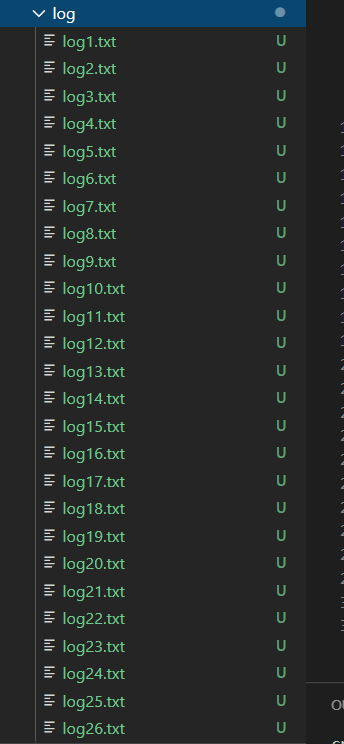 log
log1.txt U
log2.txt U
log3.txt U
log4.txt U
log5.txt U
log6.txt U
log7.txt U
log8.txt U
log9.txt U
log10.txt U
log11.txt U
log12.txt U
log13.txt U
log14.txt U
log15.txt U
log16.txt U
log17.txt U
log18.txt U
log19.txt U
log20.txt U
log21.txt U
log22.txt U
log23.txt U
log24.txt U
log25.txt U
log26.txt U